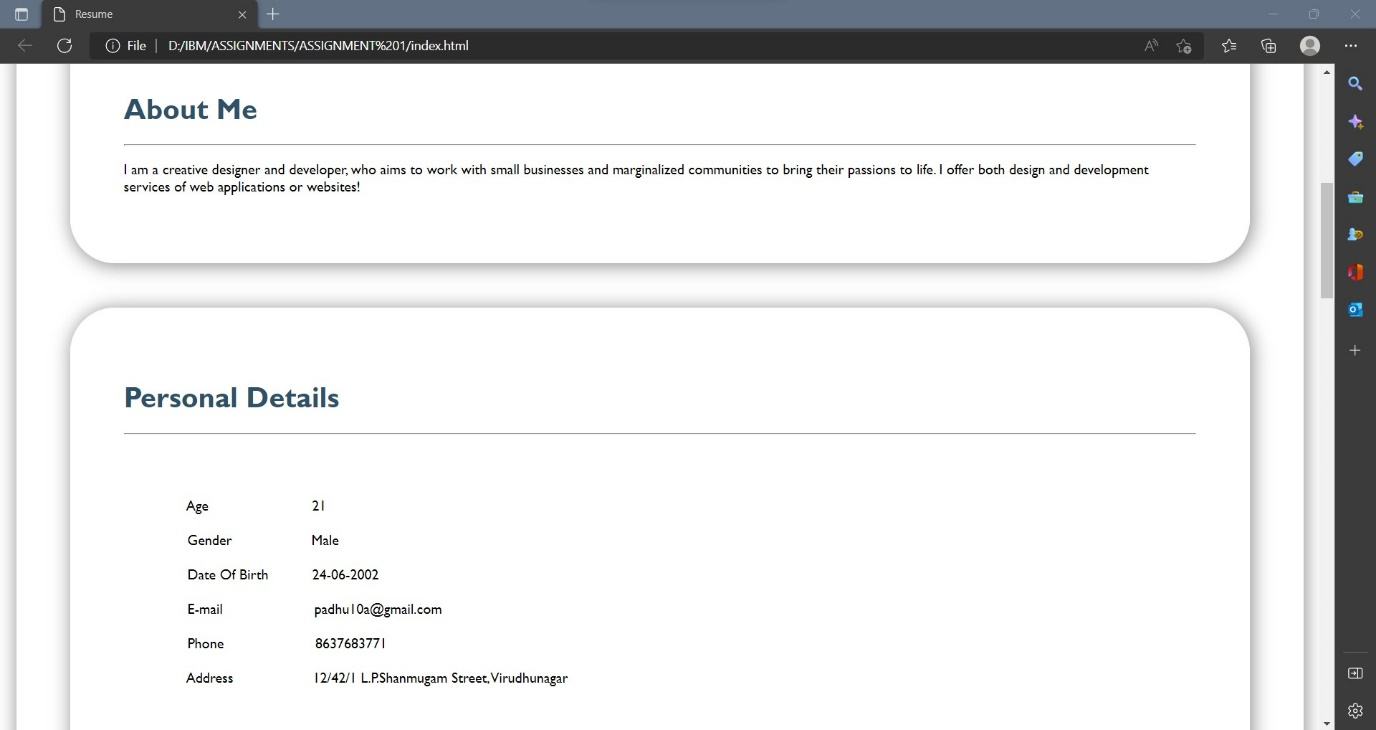 Resume
File | D:/IBM/ASSIGNMENTS/ASSIGNMENT%201/index.html
About Me
I am a creative designer and developer, who aims to work with small businesses and marginalized communities to bring their passions to life. I offer both design and development
services of web applications or websites!
Personal Details
Age 21
Gender Male
Date Of Birth 24-06-2002
E-mail padhu10a@gmail.com
Phone 8637683771
Address 12/42/1 L.P.Shanmugam Street,Virudhunagar